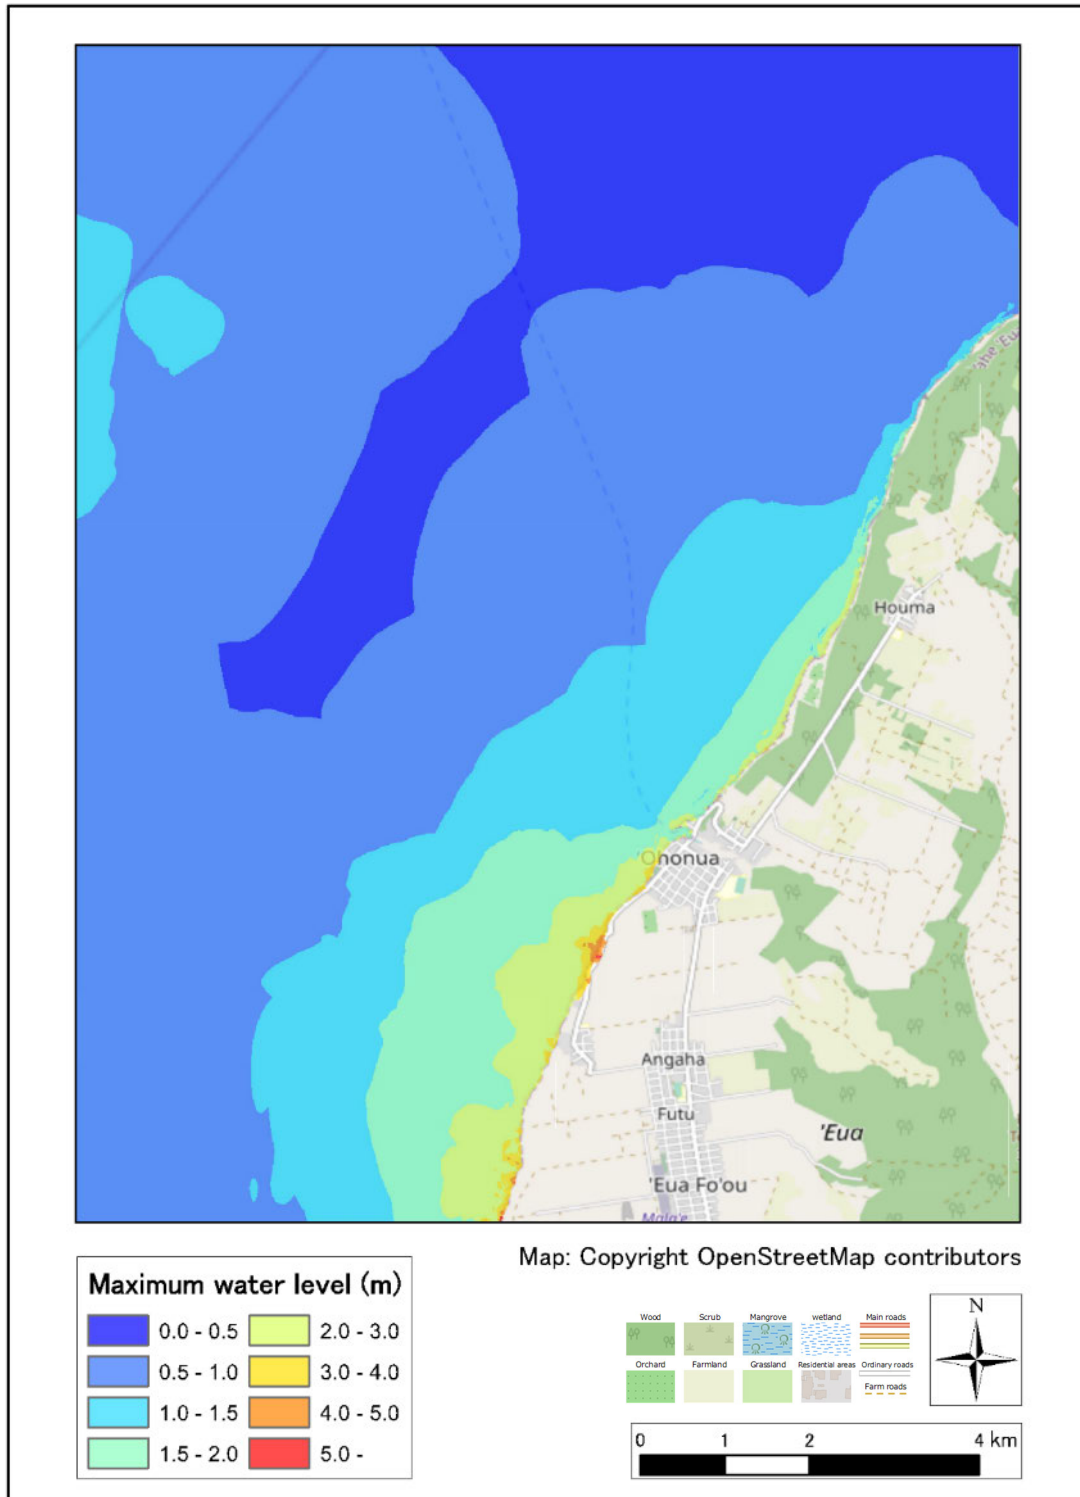 Houma
'Ohonua
Angaha
Futu
'Eua
'Eua Fo'ou
Mala'e
Map: Copyright OpenStreetMap contributors
Maximum water level (m)
0.0 - 0.5
2.0 - 3.0
0.5 - 1.0
3.0 - 4.0
1.0 - 1.5
4.0 - 5.0
1.5 - 2.0
5.0 -
Wood
Scrub
Mangrove
wetland
Main roads
Orchard
Farmland
Grassland
Residential areas
Ordinary roads
Farm roads
N
0 1 2 4 km